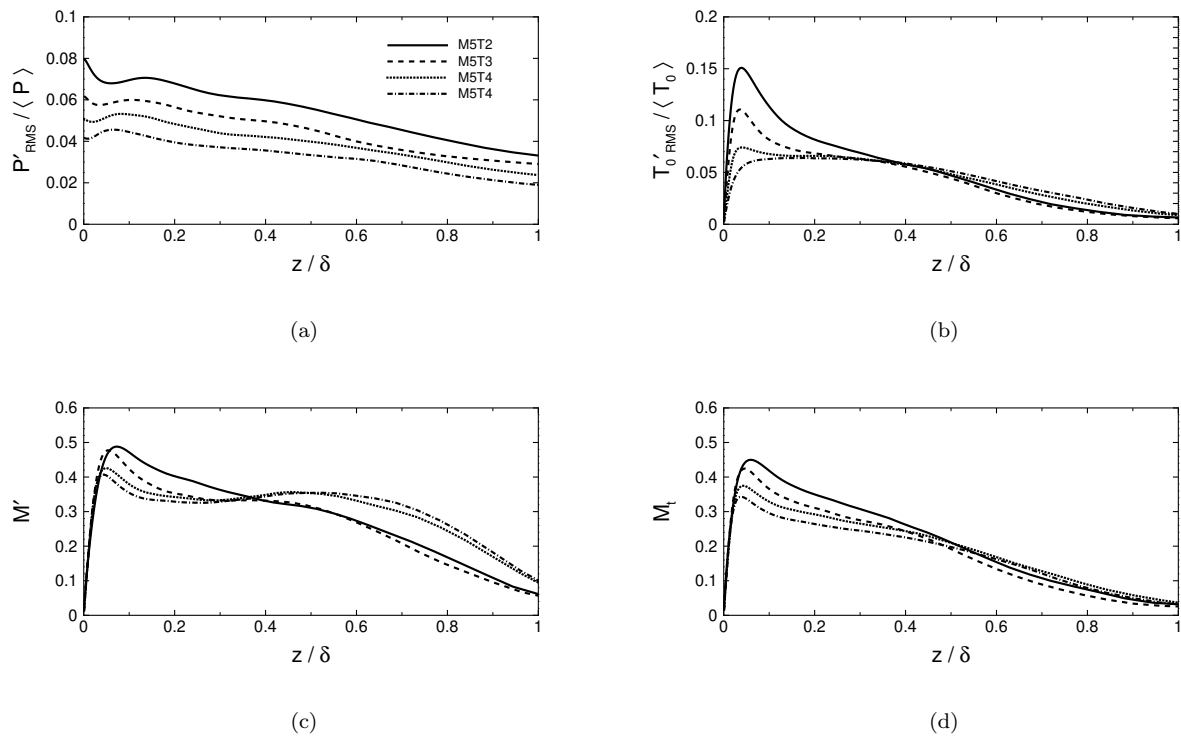 P′RMS / ⟨ P ⟩
0.1
0.08
0.06
0.04
0.02
0
M5T2
M5T3
M5T4
M5T4
0 0.2 0.4 0.6 0.8 1
z / δ
(a)
T0′RMS / ⟨ T0 ⟩
0.2
0.15
0.1
0.05
0
0 0.2 0.4 0.6 0.8 1
z / δ
(b)
M′
0.6
0.5
0.4
0.3
0.2
0.1
0
0 0.2 0.4 0.6 0.8 1
z / δ
(c)
Mt
0.6
0.5
0.4
0.3
0.2
0.1
0
0 0.2 0.4 0.6 0.8 1
z / δ
(d)